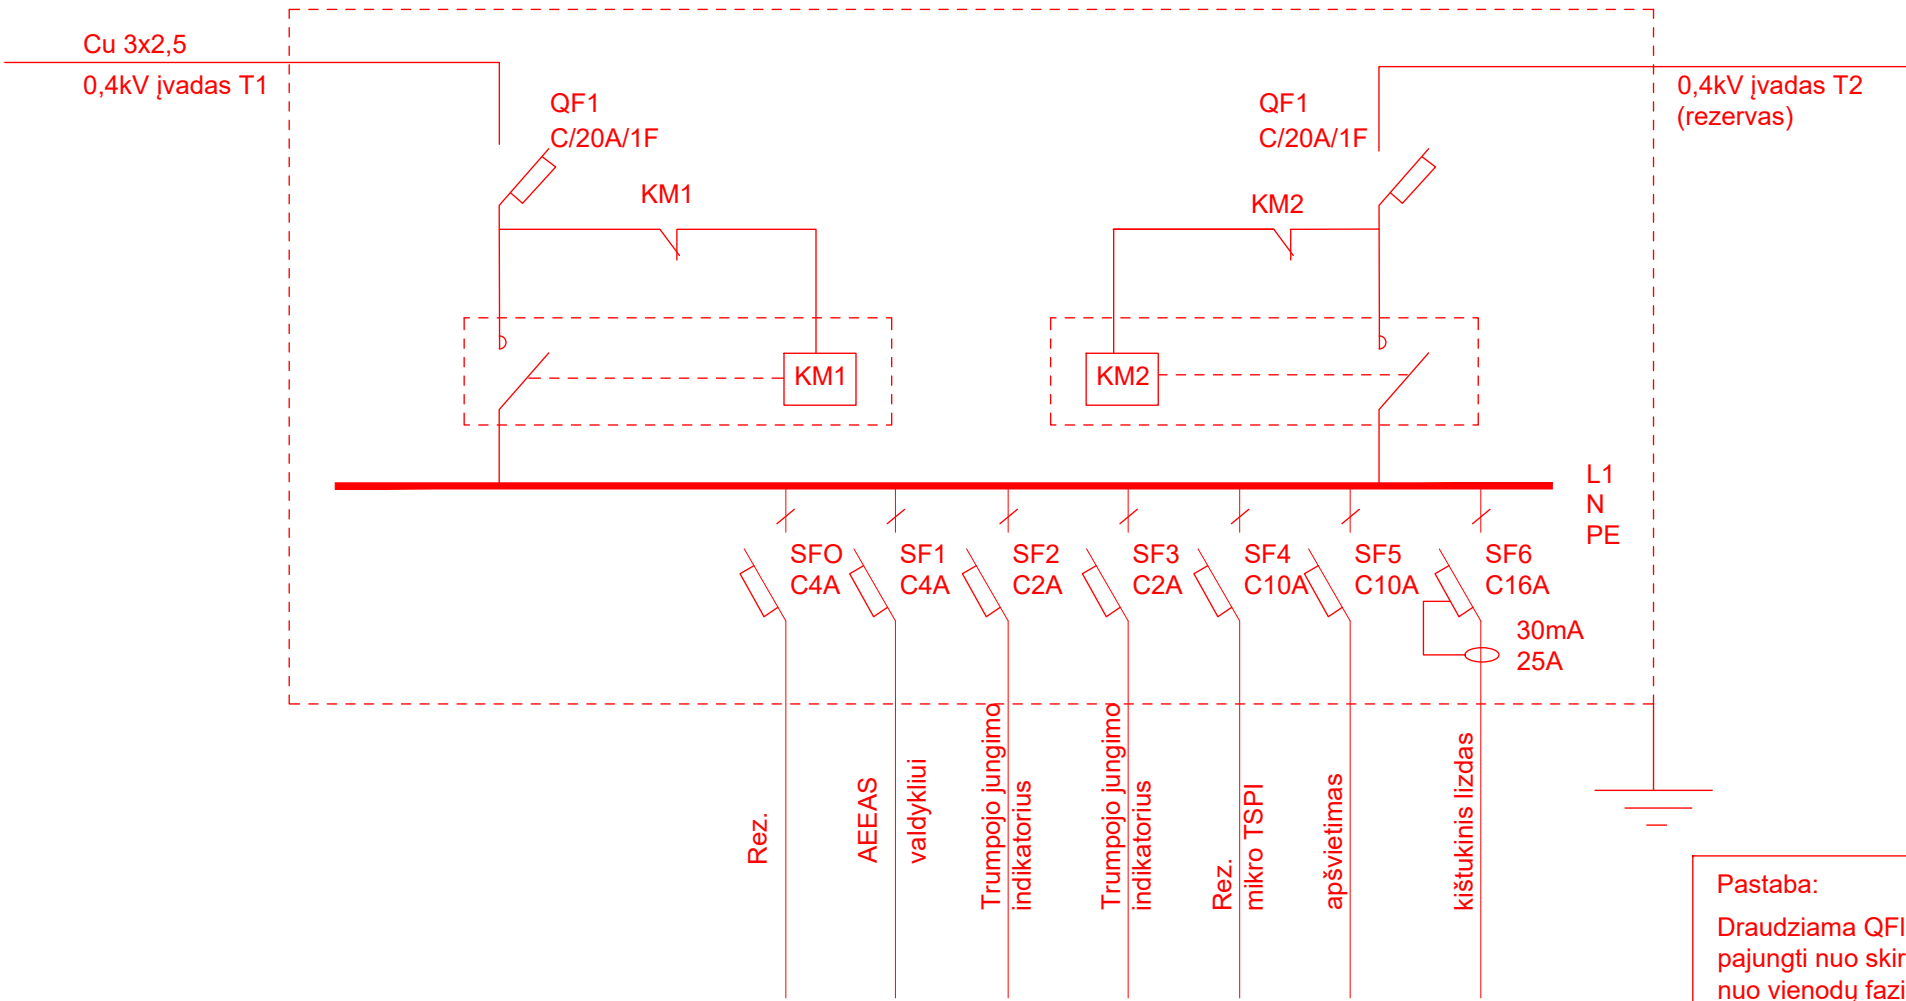 Cu 3x2,5
0,4kV įvadas T1
QF1
C/20A/1F
KM1
QF1
C/20A/1F
KM2
0,4kV įvadas T2
(rezervas)
KM1
KM2
L1
N
PE
SFO
C4A
SF1
C4A
SF2
C2A
SF3
C2A
SF4
C10A
SF5
C10A
SF6
C16A
30mA
25A
Rez.
AEEAS
valdykliui
Trumpojo jungimo
indikatorius
Trumpojo jungimo
indikatorius
Rez.
mikro TSPI
apšvietimas
kištukinis lizdas
Pastaba:
Draudziama QFI
pajungti nuo skir
nuo vienodų fazi